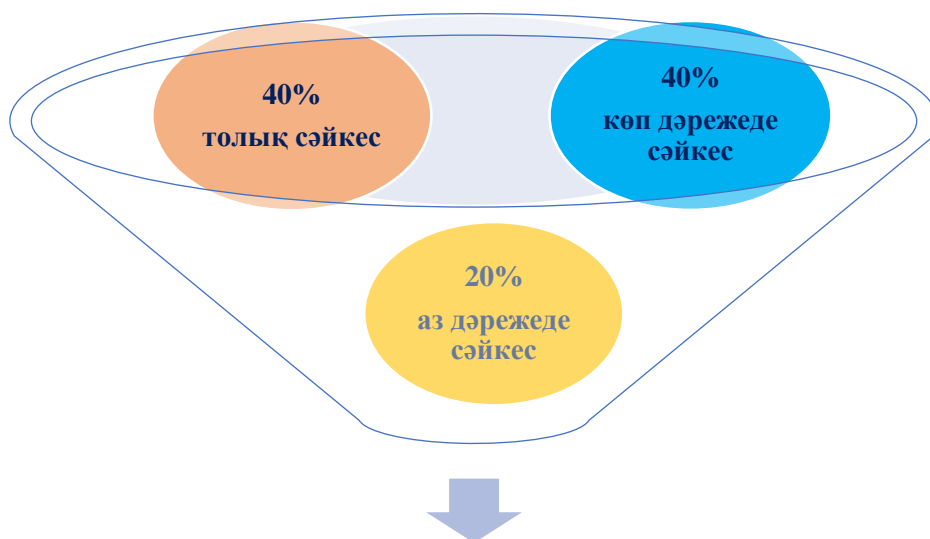 40%
толық сәйкес
40%
көп дәрежеде
сәйкес
20%
аз дәрежеде
сәйкес